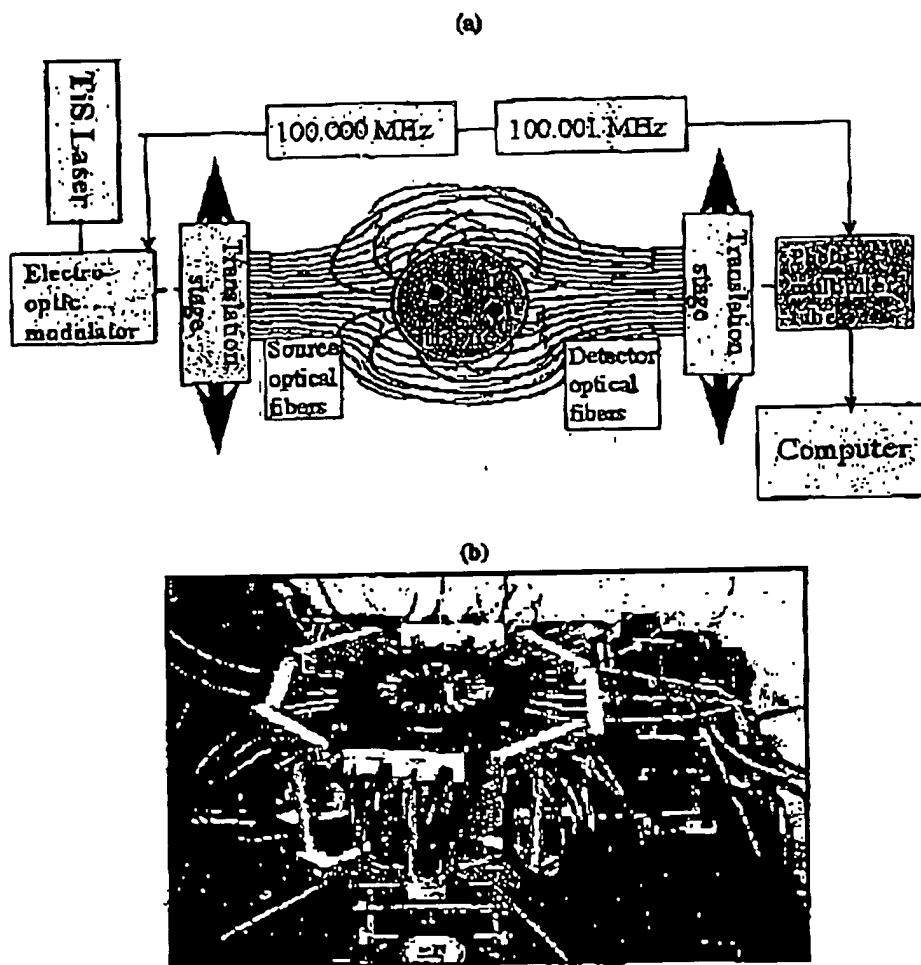 (a)
TiS Laser
100.000 MHz
100.001 MHz
Electro-
optic
modulator
Translation
stage
Source
optical
fibers
Detector
optical
fibers
Translation
stage
tube
Computer
(b)